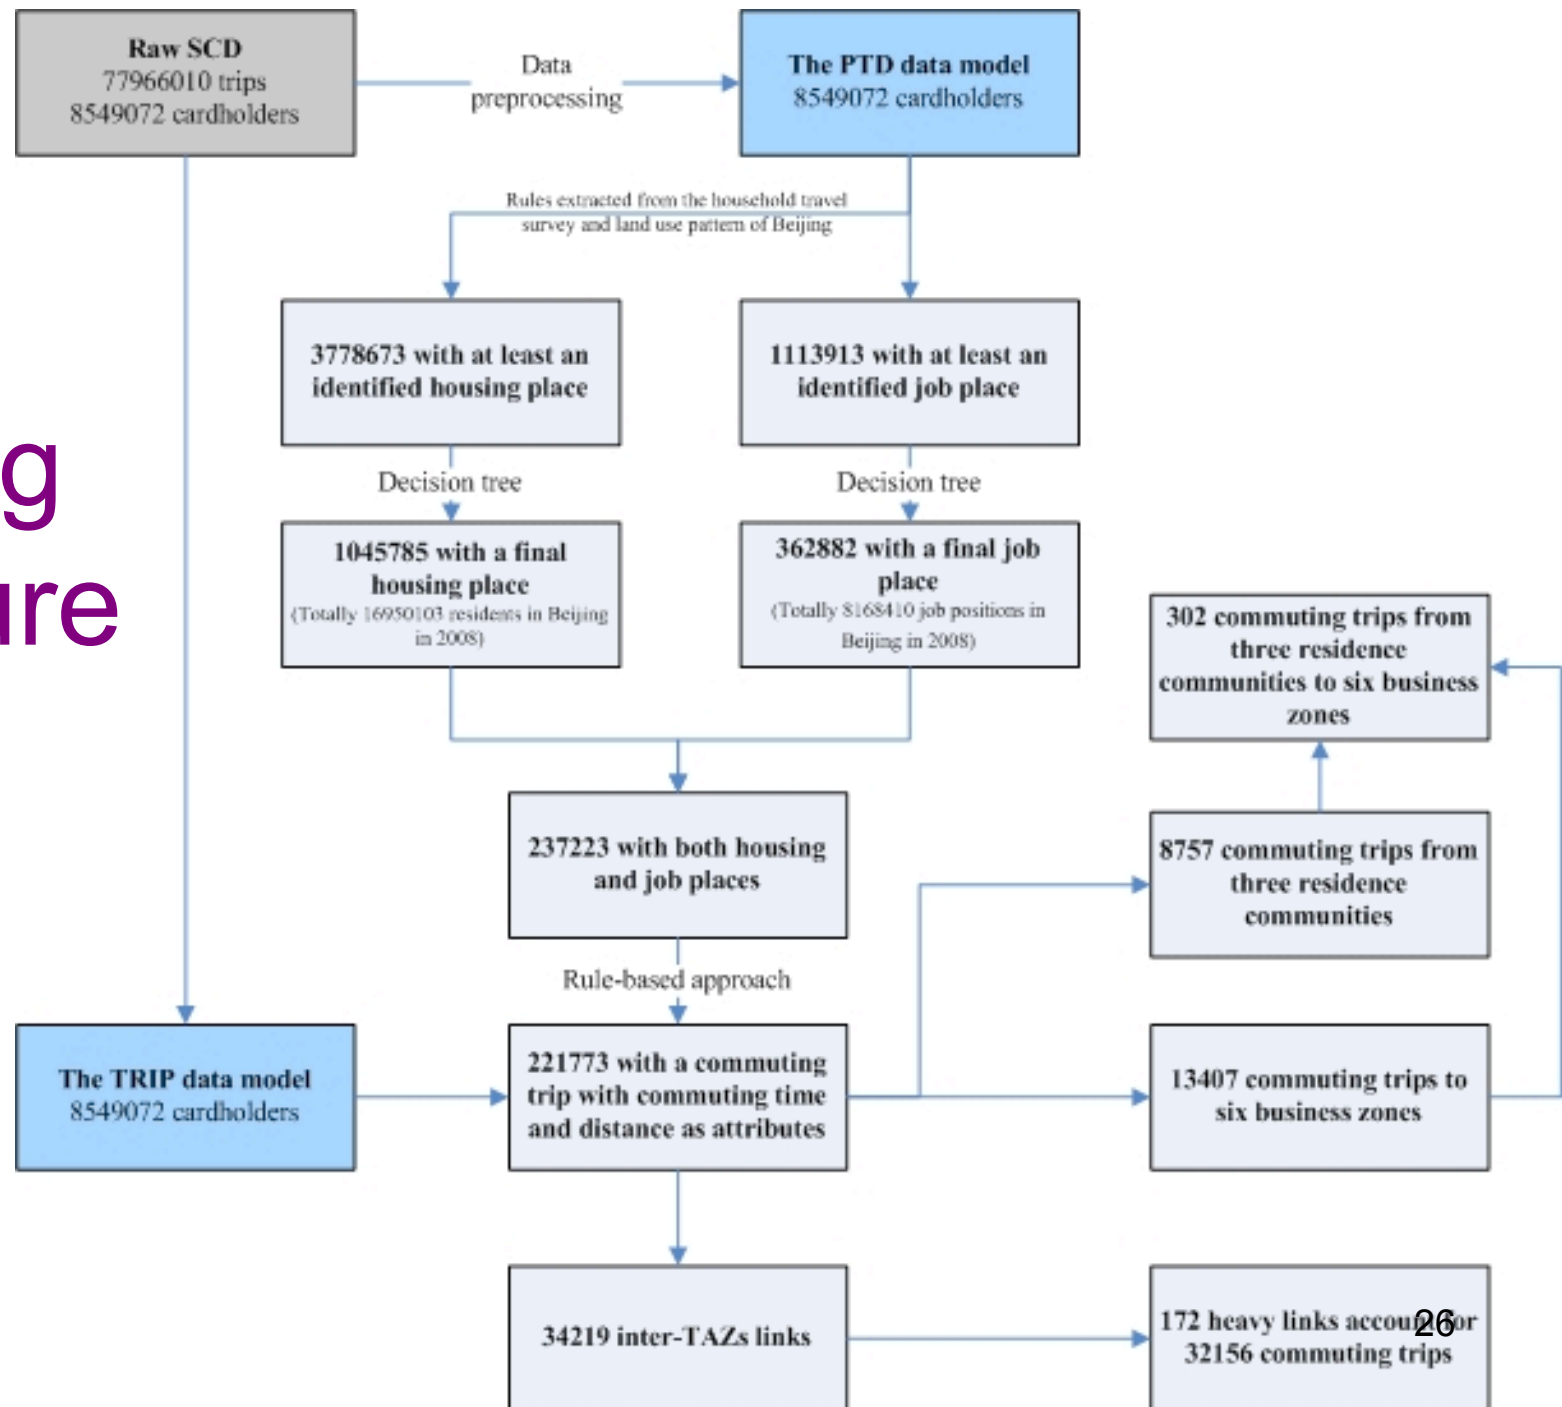 Raw SCD
77966010 trips
8549072 cardholders
Data
preprocessing
The PTD data model
8549072 cardholders
Rules extracted from the household travel
survey and land use pattern of Beijing
3778673 with at least an
identified housing place
1113913 with at least an
identified job place
g
ure
Decision tree
Decision tree
1045785 with a final
housing place
(Totally 16950103 residents in Beijing
in 2008)
362882 with a final job
place
(Totally 8168410 job positions in
Beijing in 2008)
302 commuting trips from
three residence
communities to six business
zones
237223 with both housing
and job places
8757 commuting trips from
three residence
communities
Rule-based approach
The TRIP data model
8549072 cardholders
221773 with a commuting
trip with commuting time
and distance as attributes
13407 commuting trips to
six business zones
34219 inter-TAZs links
172 heavy links account for
32156 commuting trips
26